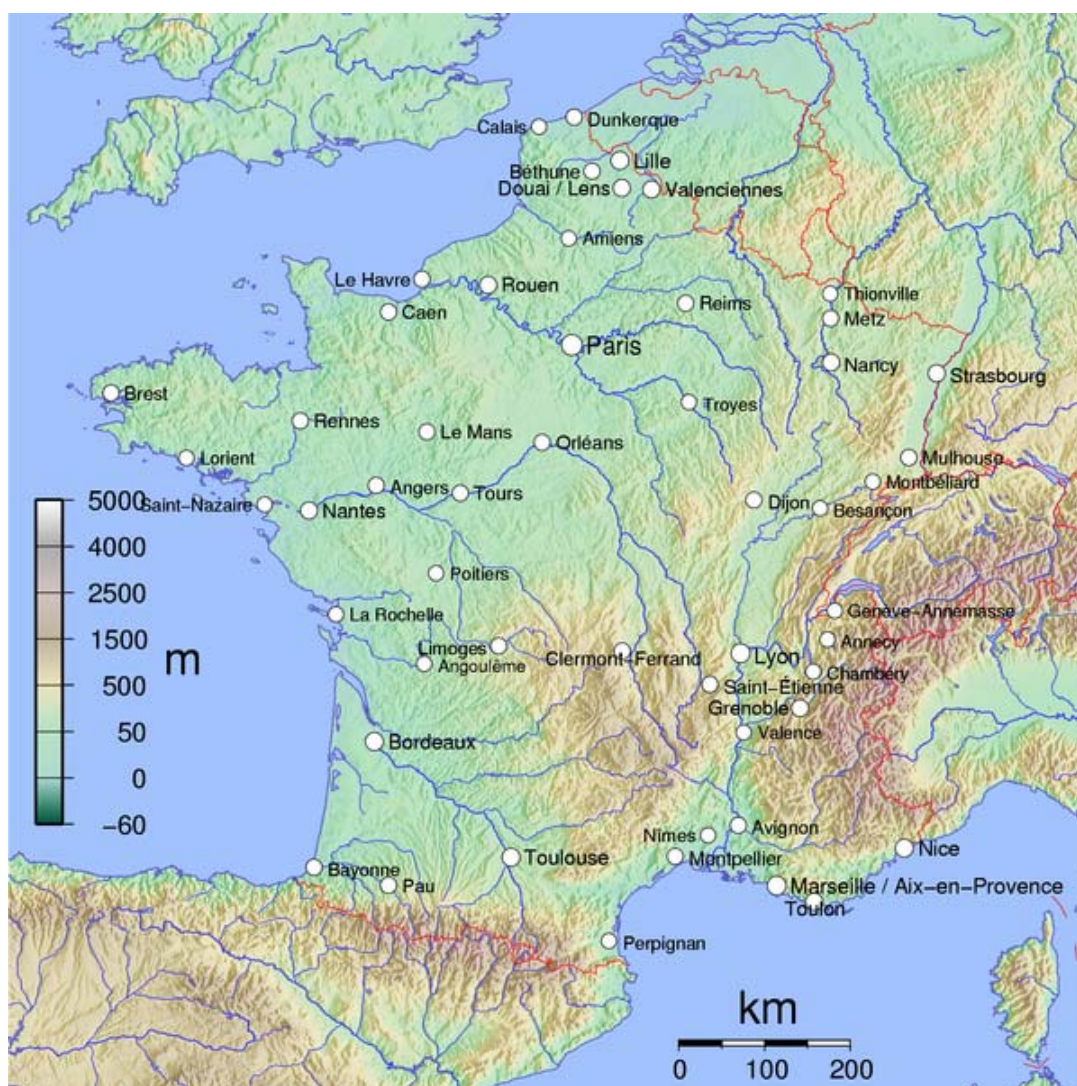 Calais
Dunkerque
Lille
Béthune
Douai / Lens
Valenciennes
Amiens
Le Havre
Rouen
Reims
Thionville
Caen
Metz
Paris
Nancy
Strasbourg
Brest
Troyes
Rennes
Le Mans
Orléans
Lorient
Mulhouse
Montbéliard
Angers
Tours
Saint-Nazaire
Nantes
Dijon
Besançon
Poitiers
La Rochelle
Genève-Annemasse
Limoges
Angoulème
Clermont-Ferrand
Lyon
Annecy
Chambéry
Saint-Étienne
Grenoble
Valence
Bordeaux
Avignon
Nîmes
Montpellier
Nice
Toulouse
Bayonne
Pau
Marseille / Aix-en-Provence
Toulon
Perpignan
5000
4000
2500
1500
500
50
0
-60
m
km
0 100 200